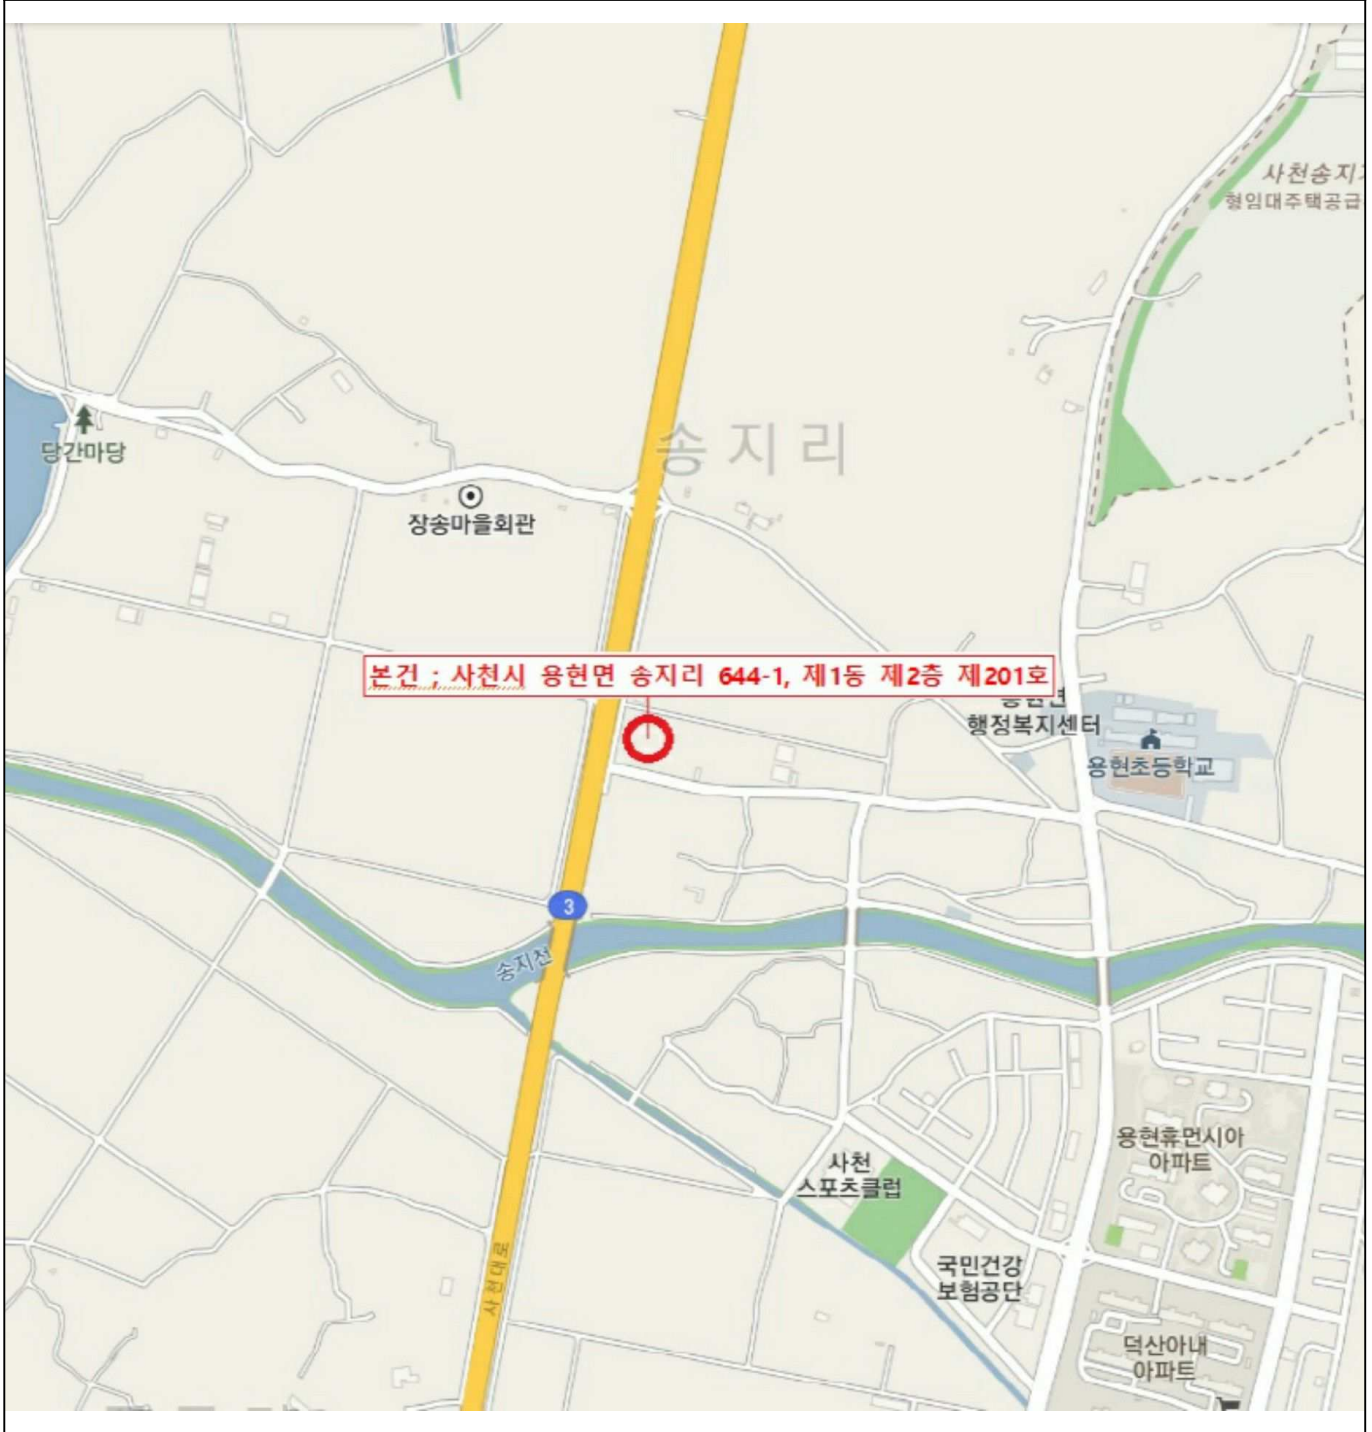 사천송지
형임대주택공급
송지리
당간마당
장송마을회관
본건 ; 사천시 용현면 송지리 644-1, 제1동 제2층 제201호
용현면
행정복지센터
용현초등학교
3
송지천
용현휴먼시아
아파트
사천
스포츠클럽
국민건강
보험공단
사천대로
덕산아내
아파트